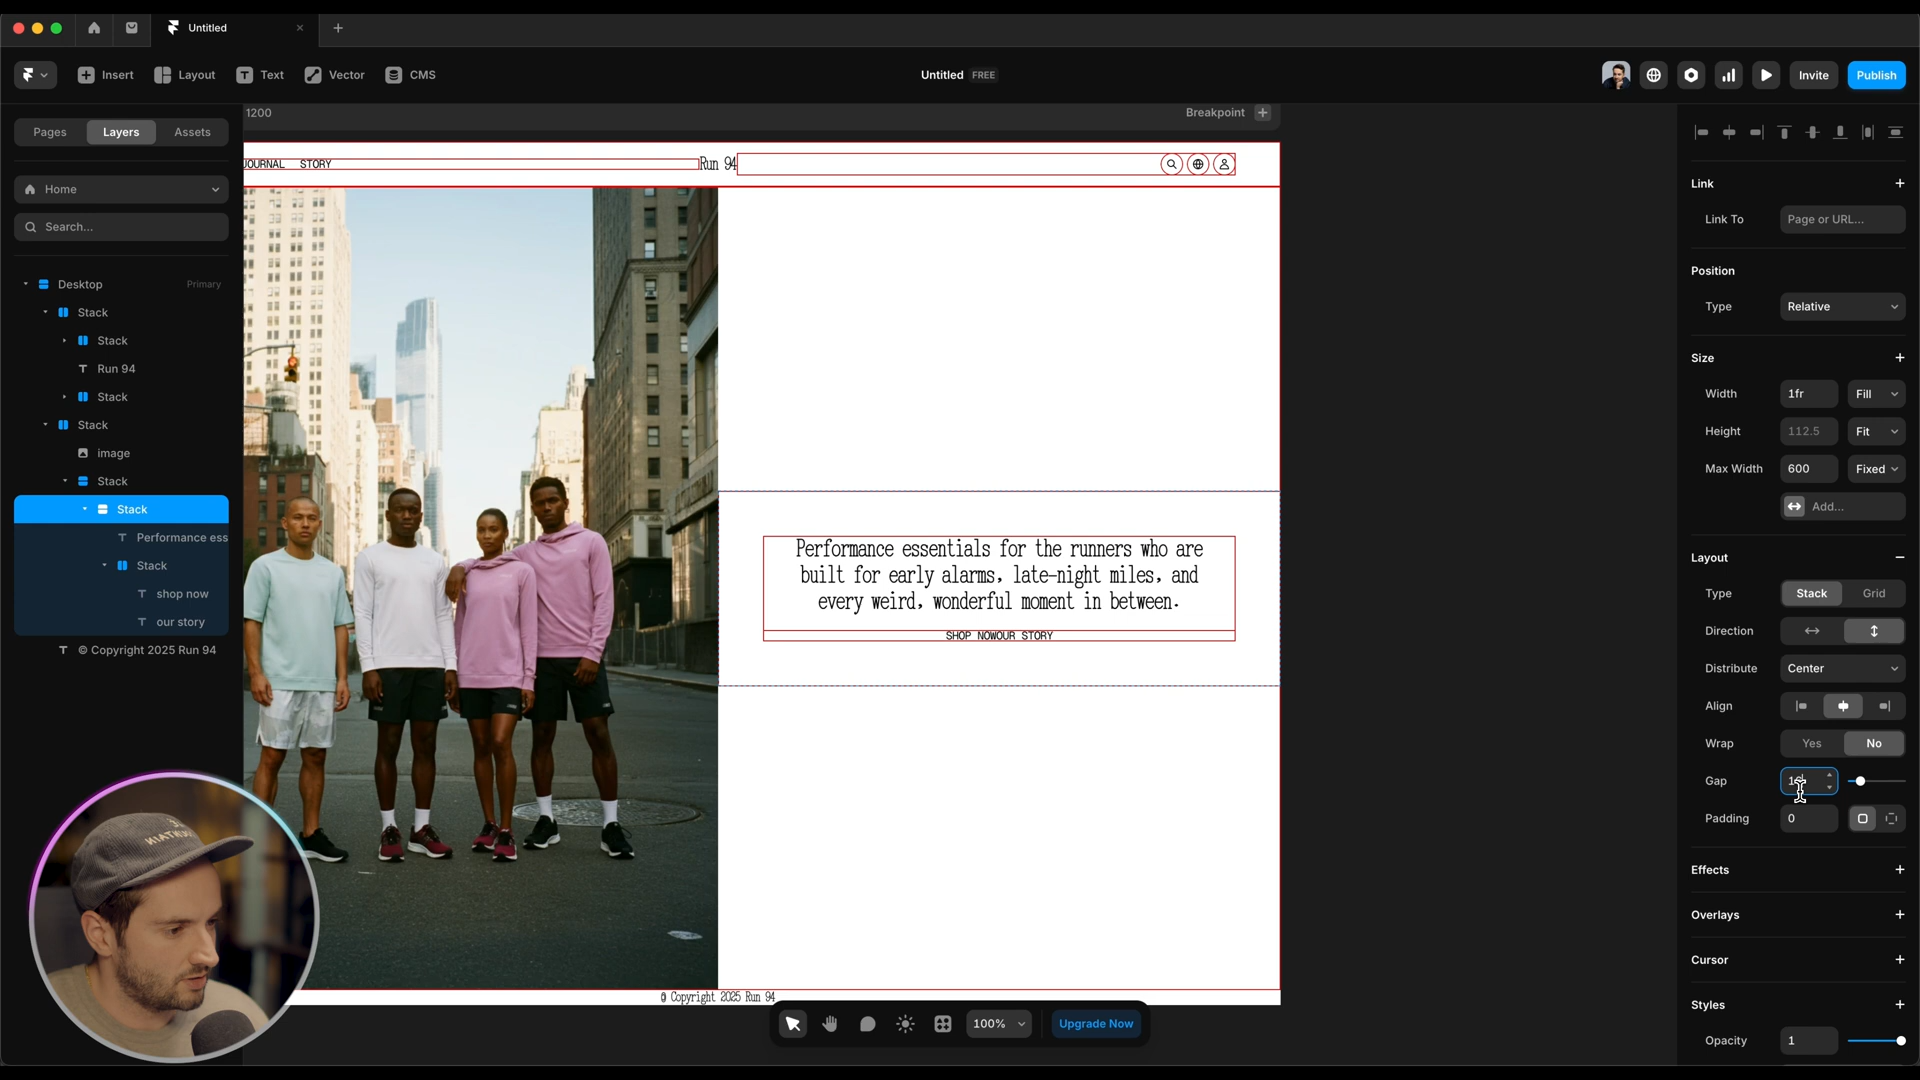 Untitled
Insert
Layout
Text
Vector
CMS
Untitled FREE
Invite
Publish
Pages
Layers
Assets
Home
Search...
Desktop
Primary
Stack
Stack
Run 94
Stack
Stack
image
Stack
Stack
Performance ess
Stack
shop now
our story
© Copyright 2025 Run 94
1200
Breakpoint
JOURNAL STORY
Run 94
Performance essentials for the runners who are
built for early alarms, late-night miles, and
every weird, wonderful moment in between.
SHOP NOWOUR STORY
© Copyright 2025 Run 94
100%
Upgrade Now
Link
Link To
Page or URL...
Position
Type
Relative
Size
Width
1fr
Fill
Height
112.5
Fit
Max Width
600
Fixed
Add...
Layout
Type
Stack
Grid
Direction
Distribute
Center
Align
Wrap
Yes
No
Gap
Padding
0
Effects
Overlays
Cursor
Styles
Opacity
1